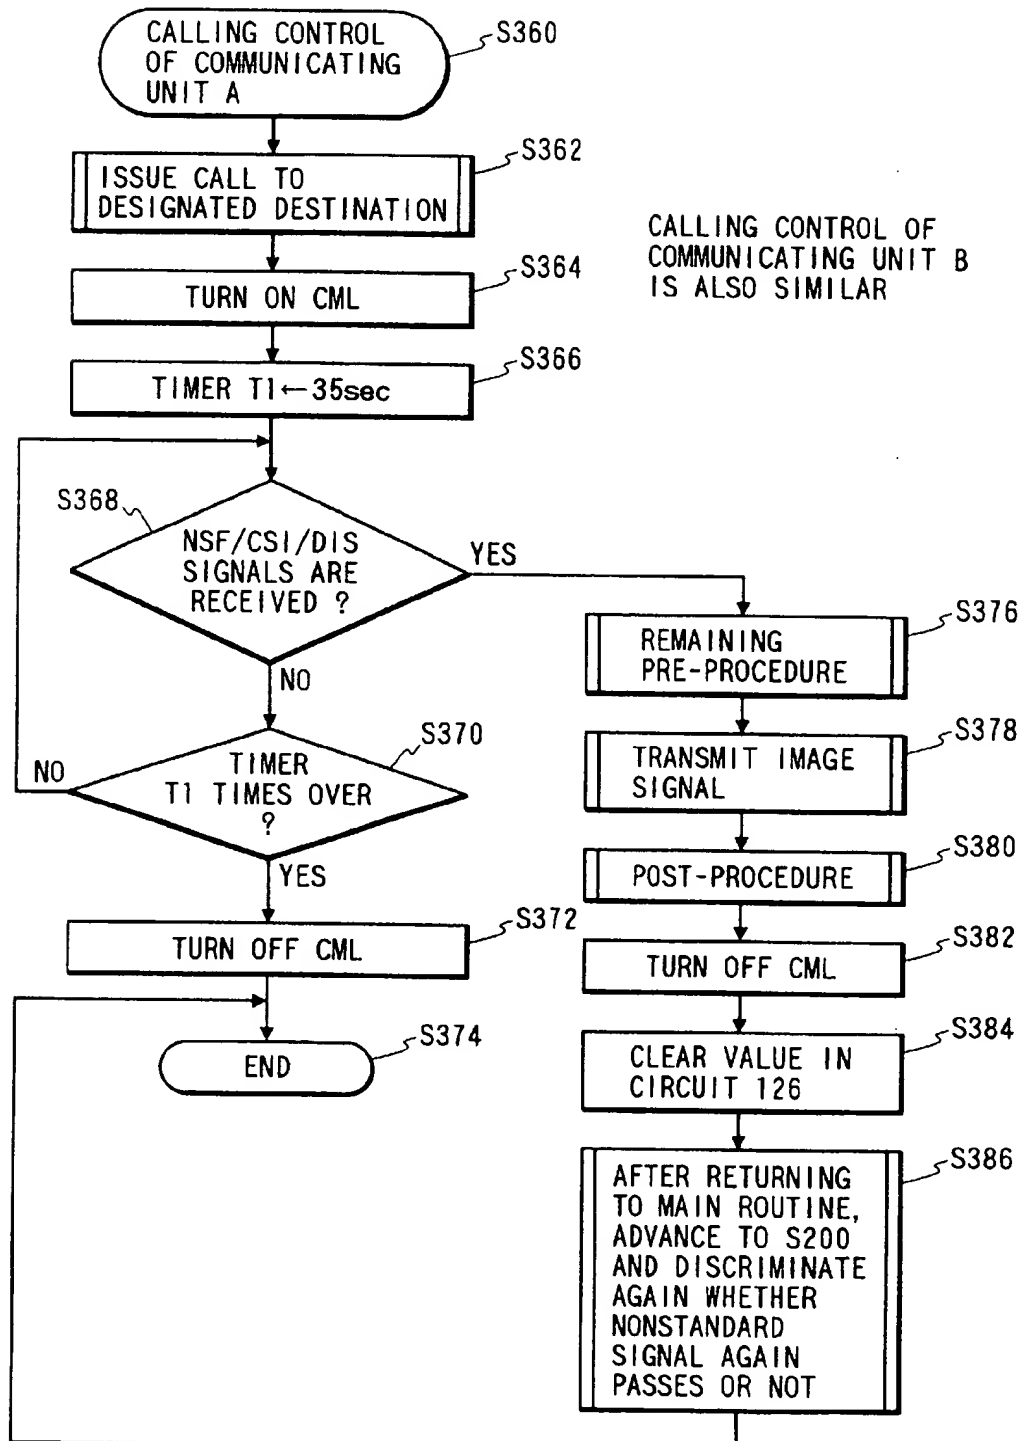 CALLING CONTROL
OF COMMUNICATING
UNIT A
S360
ISSUE CALL TO
DESIGNATED DESTINATION
S362
CALLING CONTROL OF
COMMUNICATING UNIT B
IS ALSO SIMILAR
TURN ON CML
S364
TIMER T1←35sec
S366
S368
NSF/CSI/DIS
SIGNALS ARE
RECEIVED ?
YES
NO
S370
TIMER
T1 TIMES OVER
?
NO
YES
TURN OFF CML
S372
END
S374
REMAINING
PRE-PROCEDURE
S376
TRANSMIT IMAGE
SIGNAL
S378
POST-PROCEDURE
S380
TURN OFF CML
S382
CLEAR VALUE IN
CIRCUIT 126
S384
AFTER RETURNING
TO MAIN ROUTINE,
ADVANCE TO S200
AND DISCRIMINATE
AGAIN WHETHER
NONSTANDARD
SIGNAL AGAIN
PASSES OR NOT
S386